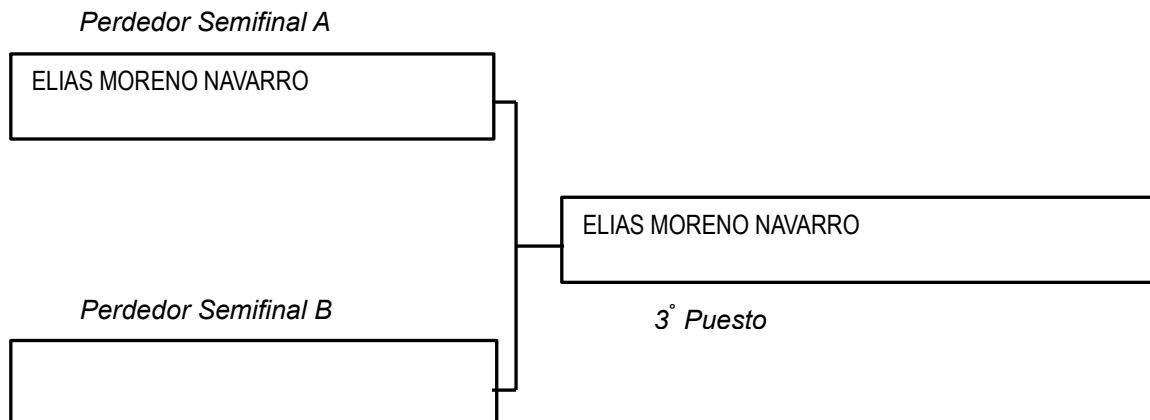 Perdedor Semifinal A
ELIAS MORENO NAVARRO
ELIAS MORENO NAVARRO
Perdedor Semifinal B
3° Puesto